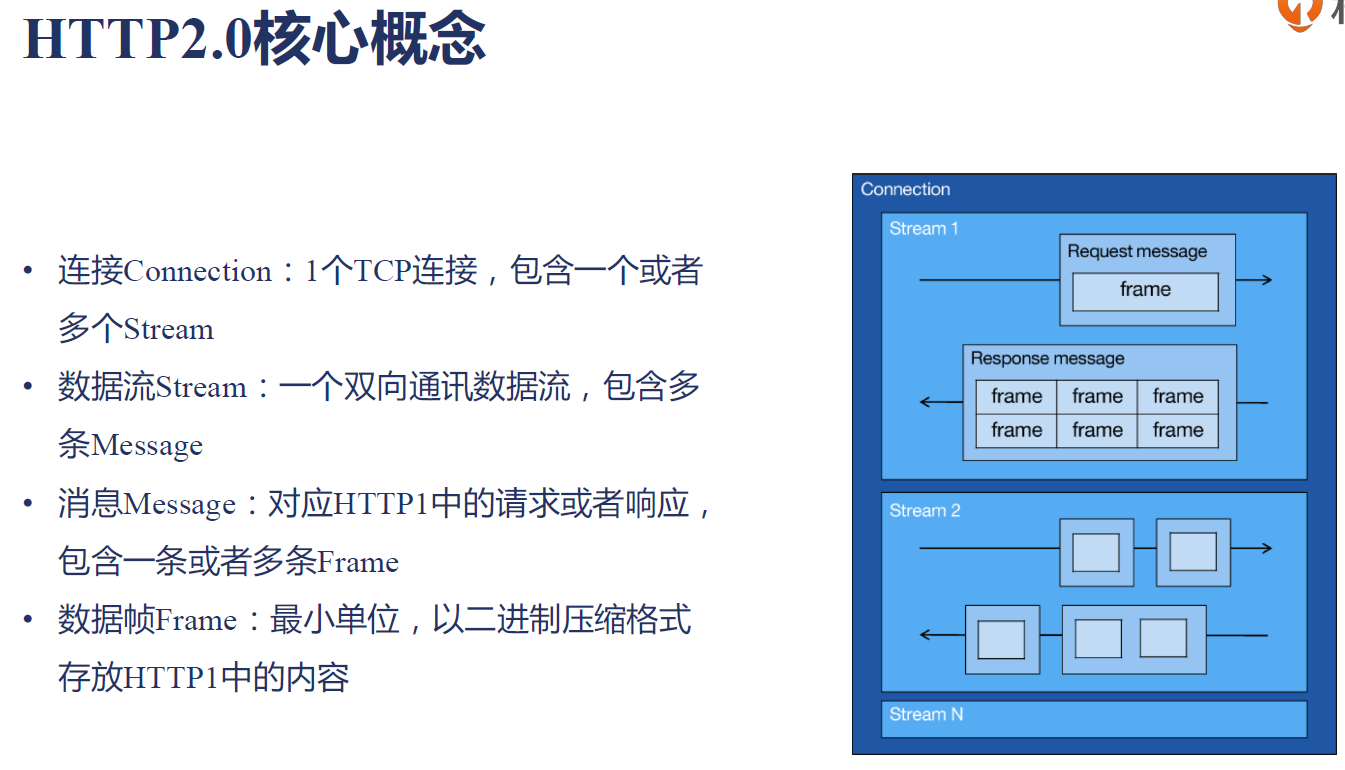 HTTP2.0核心概念
• 连接Connection：1个TCP连接，包含一个或者
多个Stream
• 数据流Stream：一个双向通讯数据流，包含多
条Message
• 消息Message：对应HTTP1中的请求或者响应，
包含一条或者多条Frame
• 数据帧Frame：最小单位，以二进制压缩格式
存放HTTP1中的内容
Connection
Stream 1
Request message
frame
Response message
frame frame frame
frame frame frame
Stream 2
Stream N